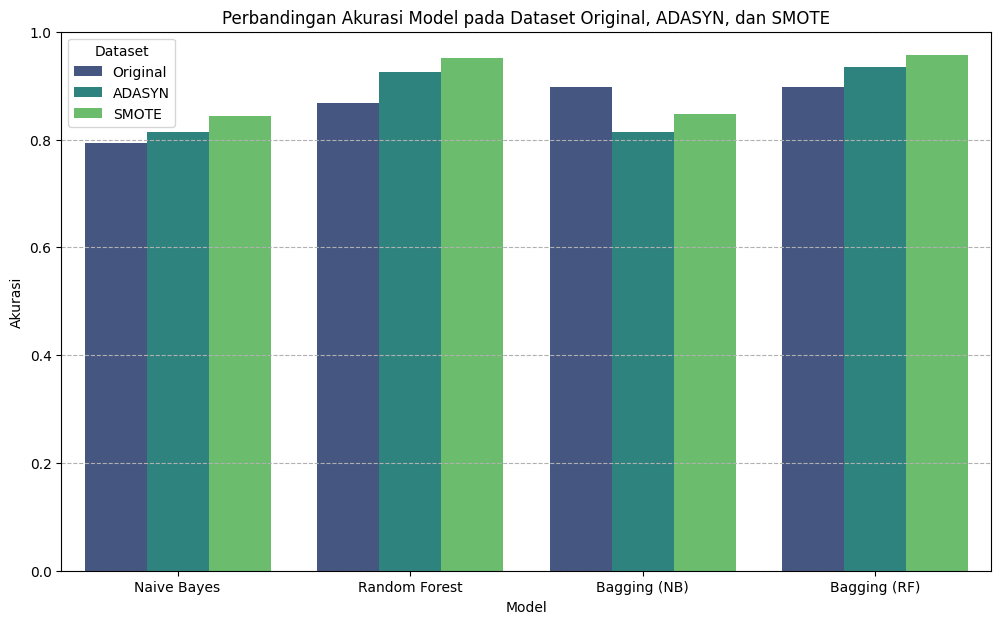 Perbandingan Akurasi Model pada Dataset Original, ADASYN, dan SMOTE
Dataset
Original
ADASYN
SMOTE
Akurasi
1.0
0.8
0.6
0.4
0.2
0.0
Naive Bayes
Random Forest
Bagging (NB)
Bagging (RF)
Model